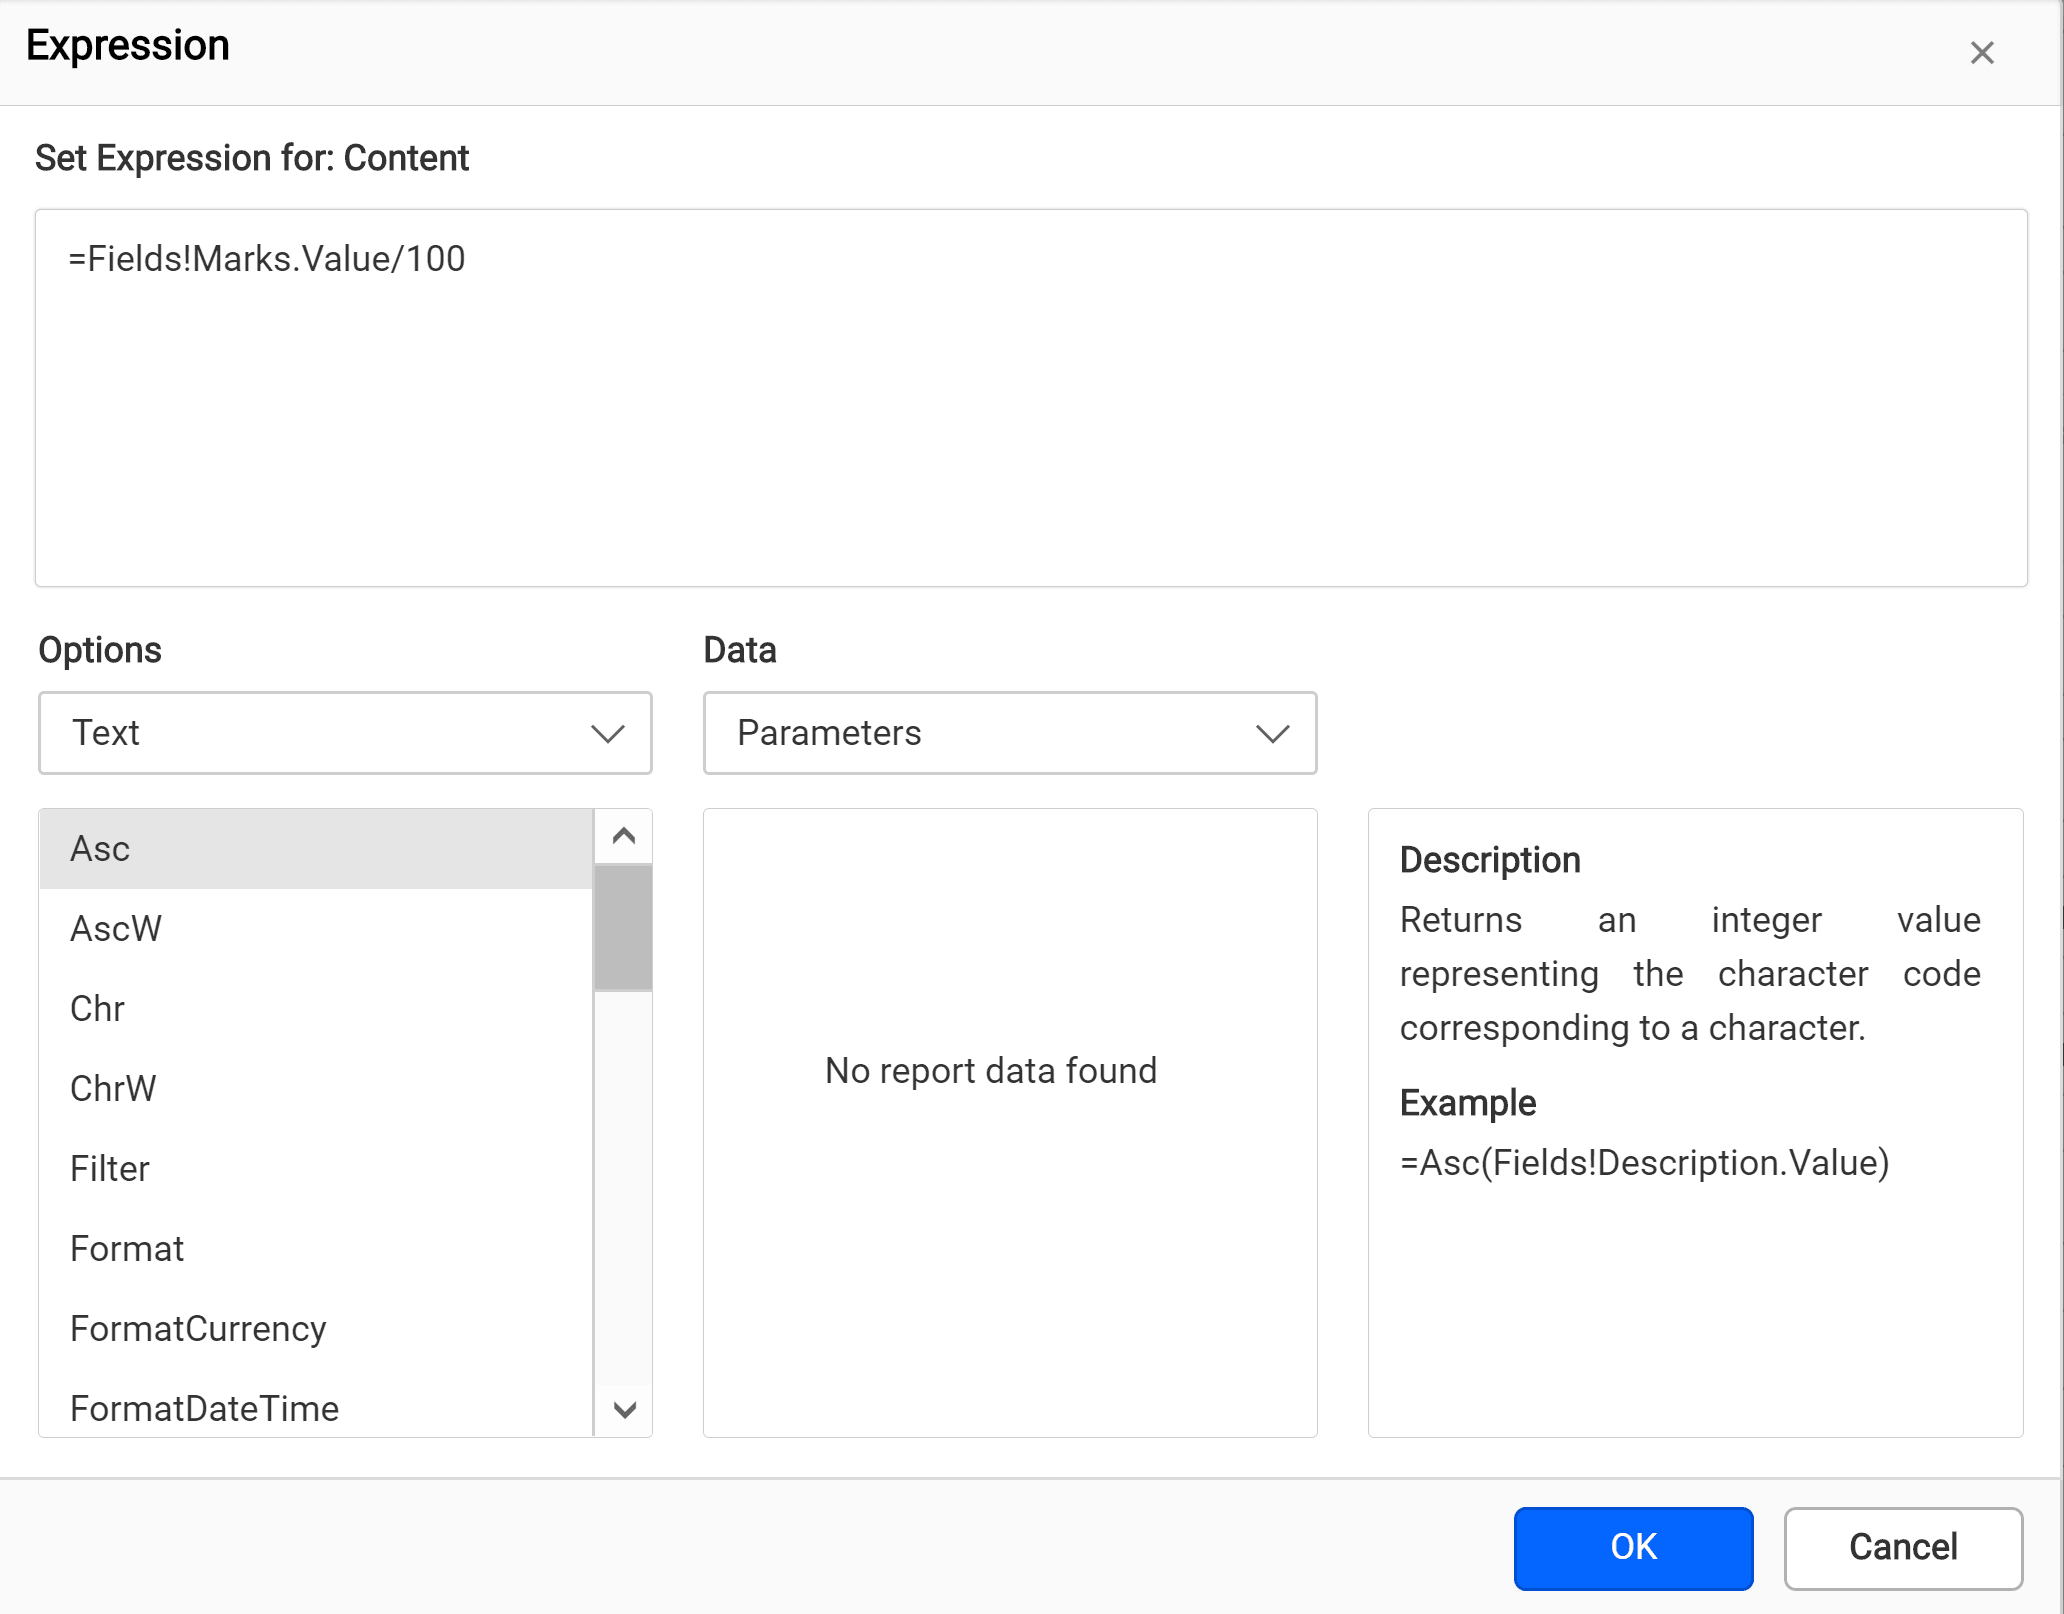 Expression
Set Expression for: Content
=Fields!Marks.Value/100
Options
Data
Text
Parameters
Asc
AscW
Chr
ChrW
Filter
Format
FormatCurrency
FormatDateTime
No report data found
Description
Returns an integer value
representing the character code
corresponding to a character.
Example
=Asc(Fields!Description.Value)
OK
Cancel